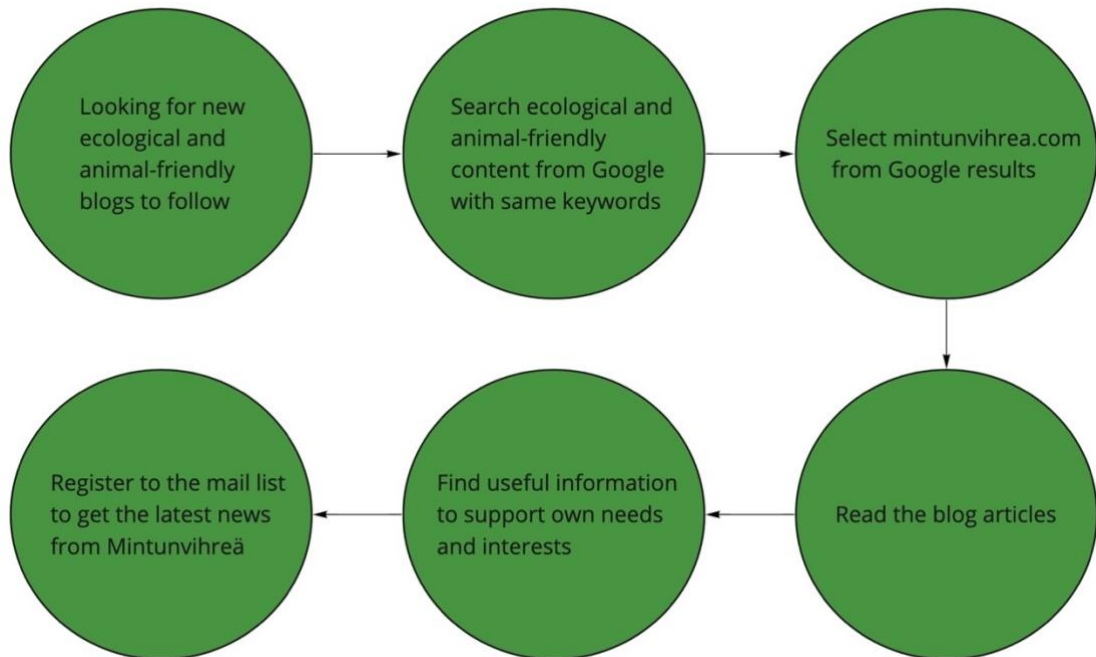 Looking for new
ecological and
animal-friendly
blogs to follow
Search ecological and
animal-friendly
content from Google
with same keywords
Select mintunvihrea.com
from Google results
Read the blog articles
Find useful information
to support own needs
and interests
Register to the mail list
to get the latest news
from Mintunvihreä